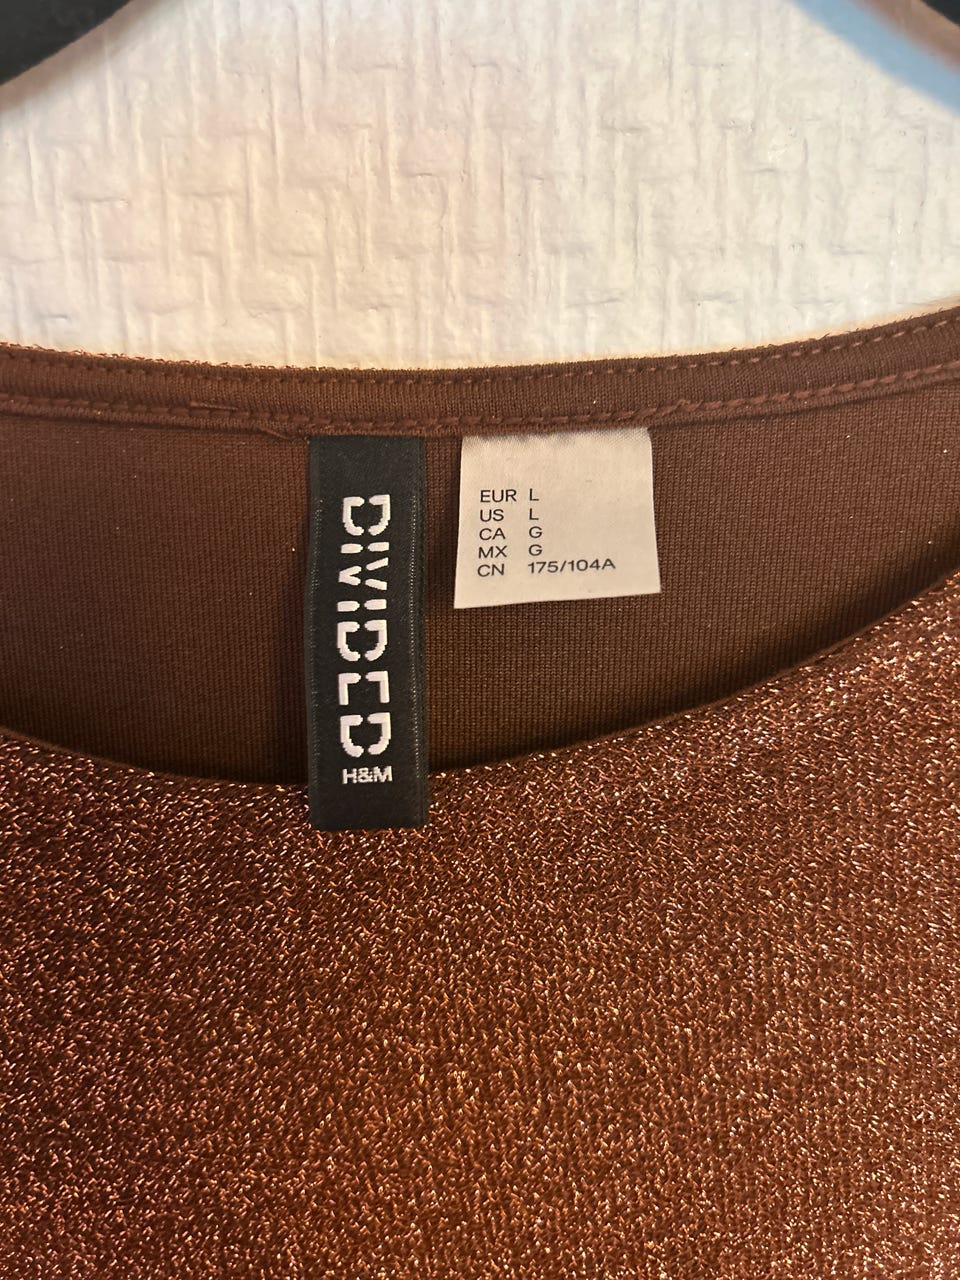 DIVIDED
H&M
EUR L
US L
CA G
MX G
CN 175/104A